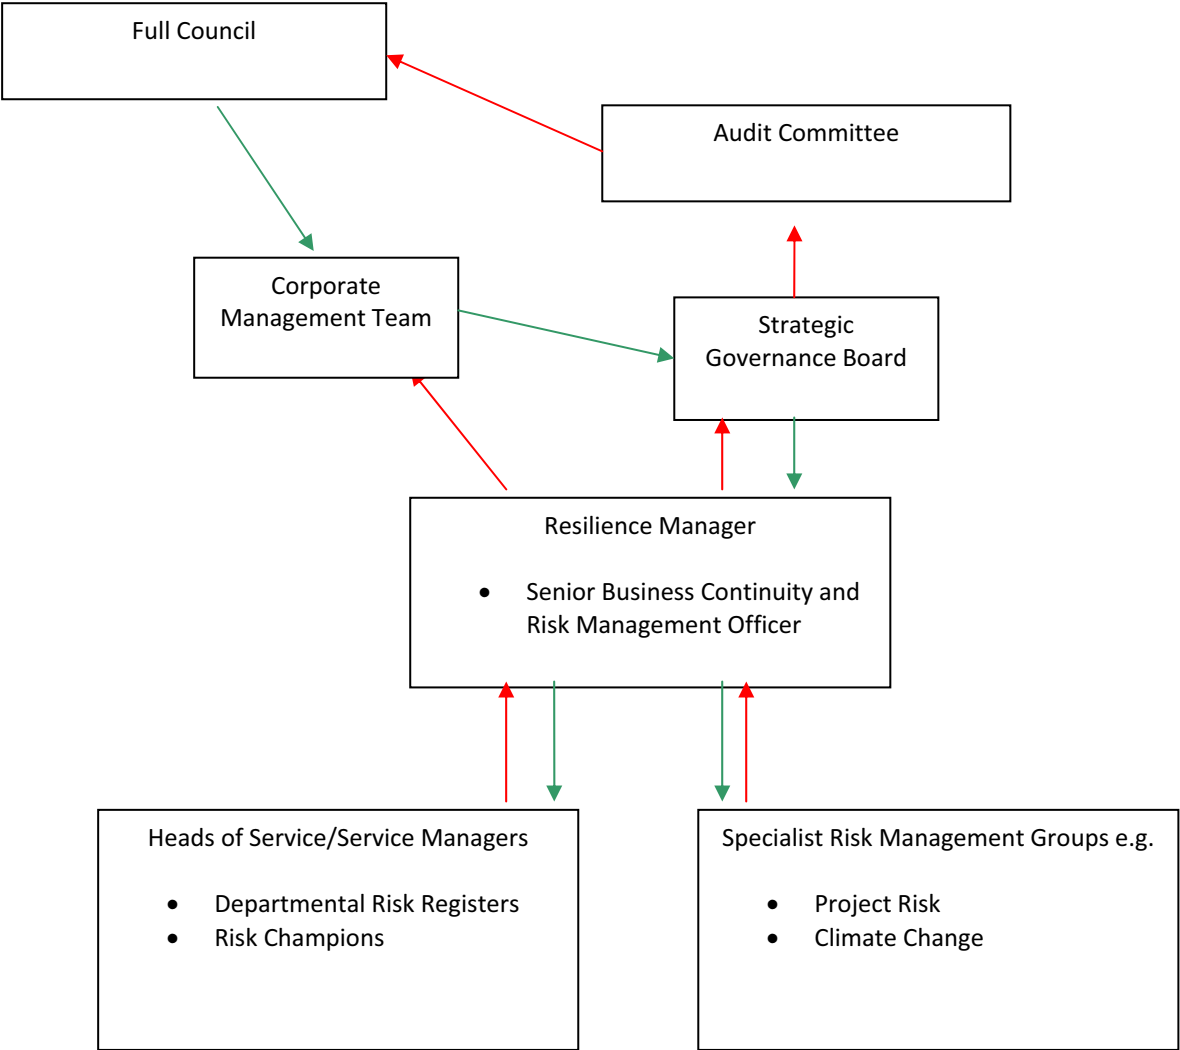 Full Council
Audit Committee
Corporate
Management Team
Strategic
Governance Board
Resilience Manager
• Senior Business Continuity and
Risk Management Officer
Heads of Service/Service Managers
• Departmental Risk Registers
• Risk Champions
Specialist Risk Management Groups e.g.
• Project Risk
• Climate Change